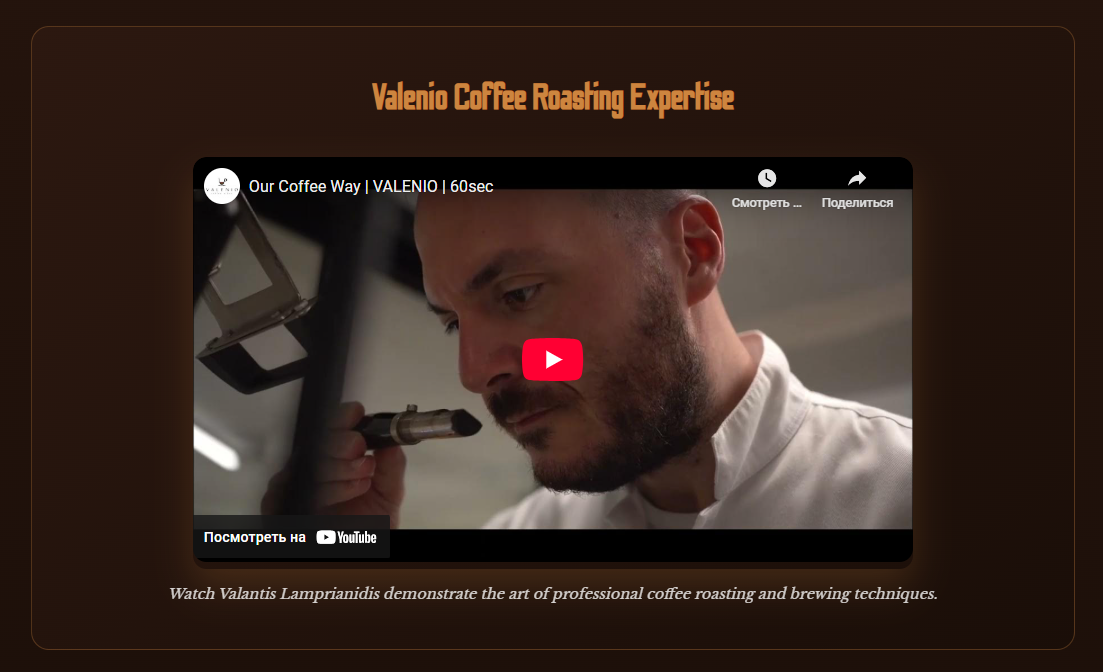 Valenio Coffee Roasting Expertise
VALENIO
Our Coffee Way | VALENIO | 60sec
Смотреть ...
Поделиться
Посмотреть на YouTube
Watch Valantis Lamprianidis demonstrate the art of professional coffee roasting and brewing techniques.